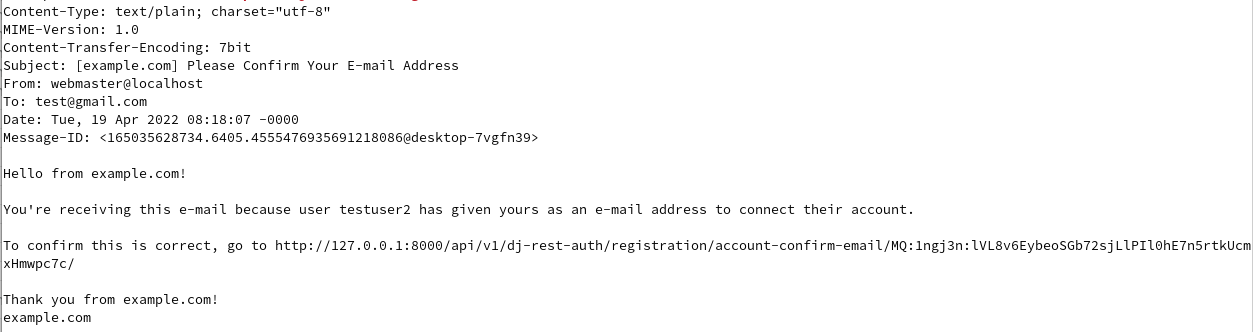 Content-Type: text/plain; charset="utf-8"
MIME-Version: 1.0
Content-Transfer-Encoding: 7bit
Subject: [example.com] Please Confirm Your E-mail Address
From: webmaster@localhost
To: test@gmail.com
Date: Tue, 19 Apr 2022 08:18:07 -0000
Message-ID: <165035628734.6405.4555476935691218086@desktop-7vgfn39>
Hello from example.com!
You're receiving this e-mail because user testuser2 has given yours as an e-mail address to connect their account.
To confirm this is correct, go to http://127.0.0.1:8000/api/v1/dj-rest-auth/registration/account-confirm-email/MQ:1ngj3n:lVL8v6EybeoSGb72sjLlPIl0hE7n5rtkUcm
xHmwpc7c/
Thank you from example.com!
example.com